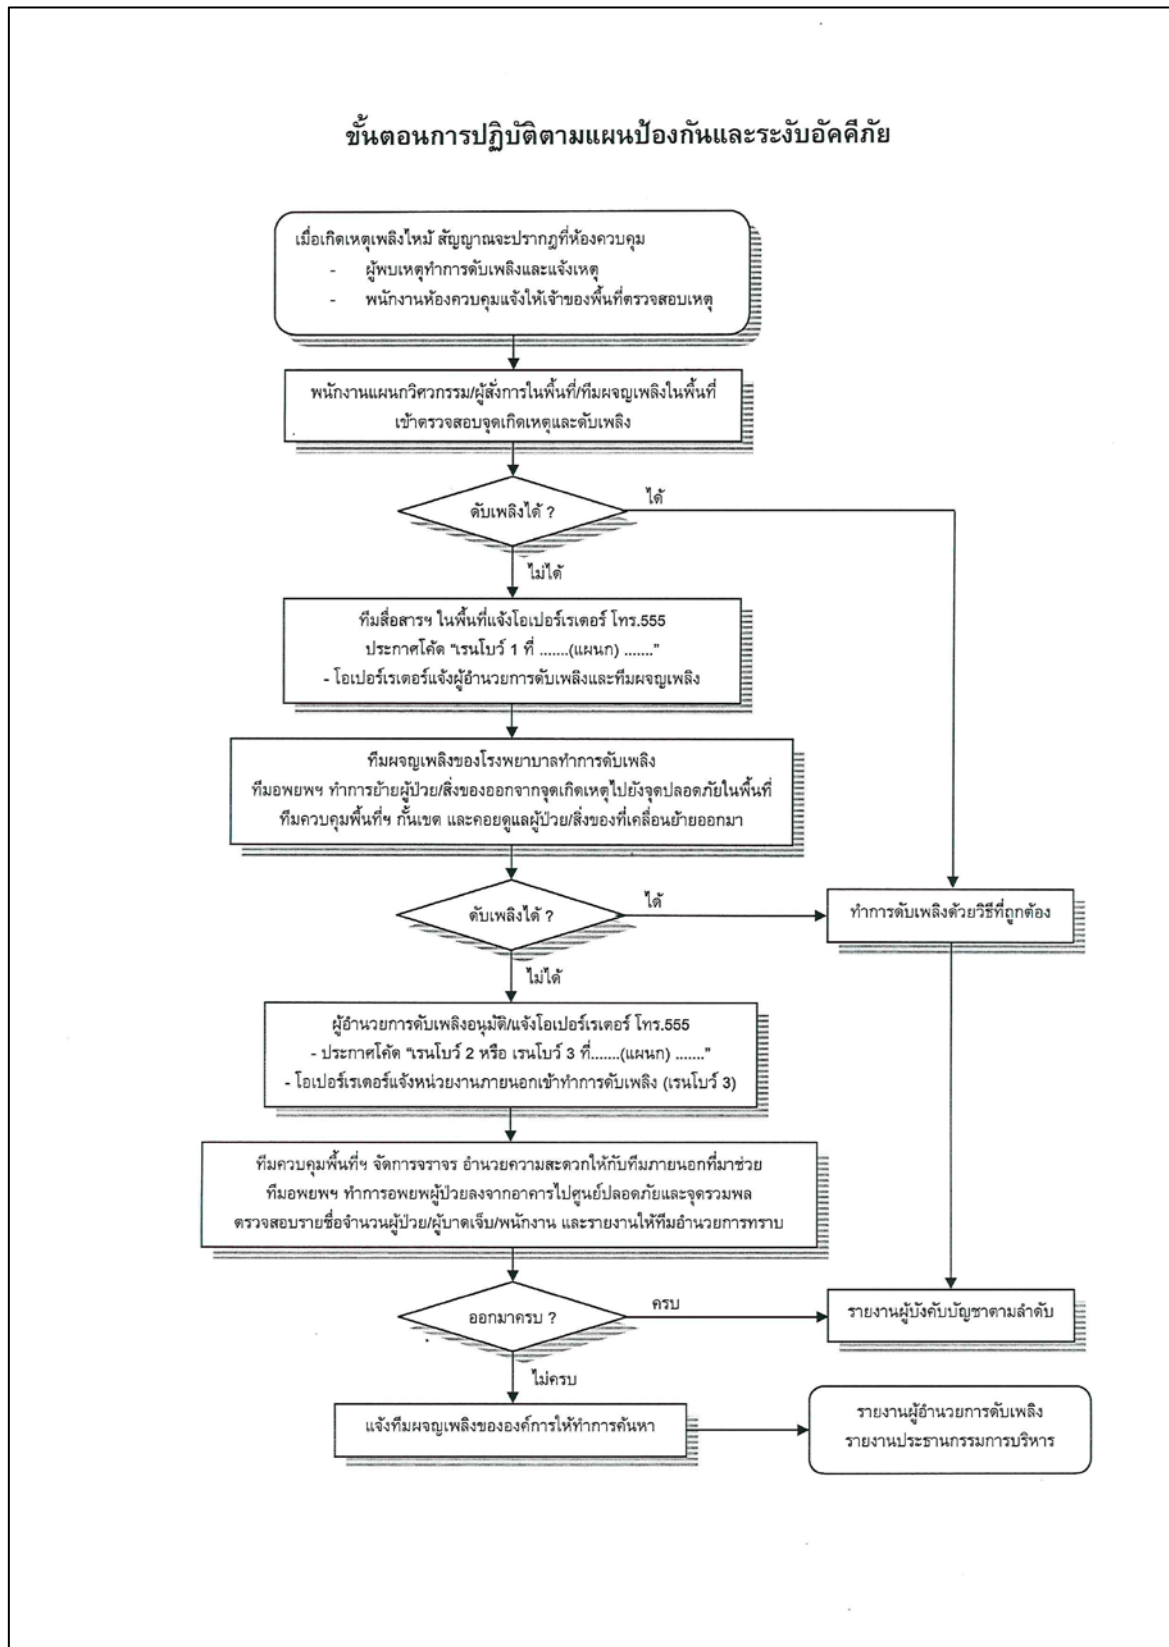 ขั้นตอนการปฏิบัติตามแผนป้องกันและระงับอัคคีภัย
เมื่อเกิดเหตุเพลิงไหม้ สัญญาณจะปรากฎที่ห้องควบคุม
- ผู้พบเหตุทำการดับเพลิงและแจ้งเหตุ
- พนักงานห้องควบคุมแจ้งให้เจ้าของพื้นที่ตรวจสอบเหตุ
พนักงานแผนกวิศวกรรม/ผู้สั่งการในพื้นที่/ทีมผจญเพลิงในพื้นที่
เข้าตรวจสอบจุดเกิดเหตุและดับเพลิง
ดับเพลิงได้ ?
ได้
ไม่ได้
ทีมสื่อสารฯ ในพื้นที่แจ้งโอเปอร์เรเตอร์ โทร.555
ประกาศโค้ด "เรนโบว์ 1 ที่ .......(แผนก) ......."
- โอเปอร์เรเตอร์แจ้งผู้อำนวยการดับเพลิงและทีมผจญเพลิง
ทีมผจญเพลิงของโรงพยาบาลทำการดับเพลิง
ทีมอพยพฯ ทำการย้ายผู้ป่วย/สิ่งของออกจากจุดเกิดเหตุไปยังจุดปลอดภัยในพื้นที่
ทีมควบคุมพื้นที่ฯ กั้นเขต และคอยดูแลผู้ป่วย/สิ่งของที่เคลื่อนย้ายออกมา
ดับเพลิงได้ ?
ได้
ทำการดับเพลิงด้วยวิธีที่ถูกต้อง
ไม่ได้
ผู้อำนวยการดับเพลิงอนุมัติ/แจ้งโอเปอร์เรเตอร์ โทร.555
- ประกาศโค้ด "เรนโบว์ 2 หรือ เรนโบว์ 3 ที่.......(แผนก) ......."
- โอเปอร์เรเตอร์แจ้งหน่วยงานภายนอกเข้าทำการดับเพลิง (เรนโบว์ 3)
ทีมควบคุมพื้นที่ฯ จัดการจราจร อำนวยความสะดวกให้กับทีมภายนอกที่มาช่วย
ทีมอพยพฯ ทำการอพยพผู้ป่วยลงจากอาคารไปศูนย์ปลอดภัยและจุดรวมพล
ตรวจสอบรายชื่อจำนวนผู้ป่วย/ผู้บาดเจ็บ/พนักงาน และรายงานให้ทีมอำนวยการทราบ
ออกมาครบ ?
ครบ
รายงานผู้บังคับบัญชาตามลำดับ
ไม่ครบ
แจ้งทีมผจญเพลิงขององค์การให้ทำการค้นหา
รายงานผู้อำนวยการดับเพลิง
รายงานประธานกรรมการบริหาร